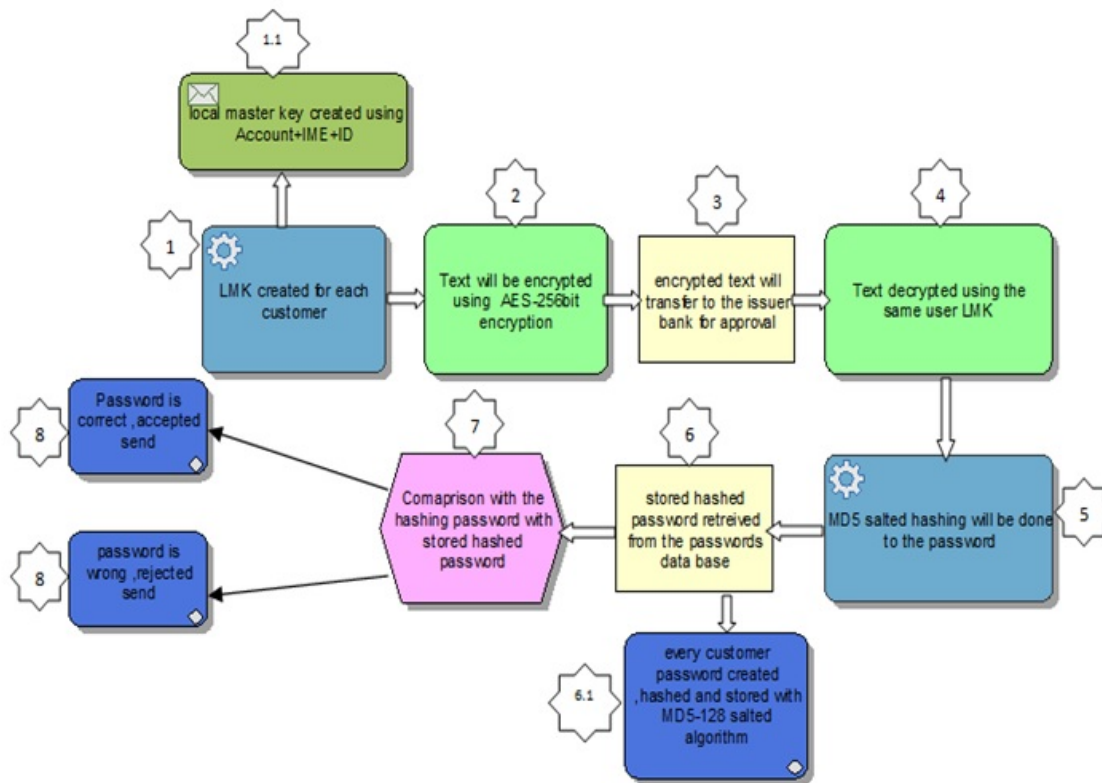 1.1
local master key created using
Account+IME+ID
1
LMK created for each
customer
2
Text will be encrypted
using AES-256bit
encryption
3
encrypted text will
transfer to the issuer
bank for approval
4
Text decrypted using the
same user LMK
5
MD5 salted hashing will be done
to the password
6
stored hashed
password retreived
from the passwords
data base
6.1
every customer
password created
,hashed and stored with
MD5-128 salted
algorithm
7
Comaprison with the
hashing password with
stored hashed
password
8
Password is
correct ,accepted
send
8
password is
wrong ,rejected
send